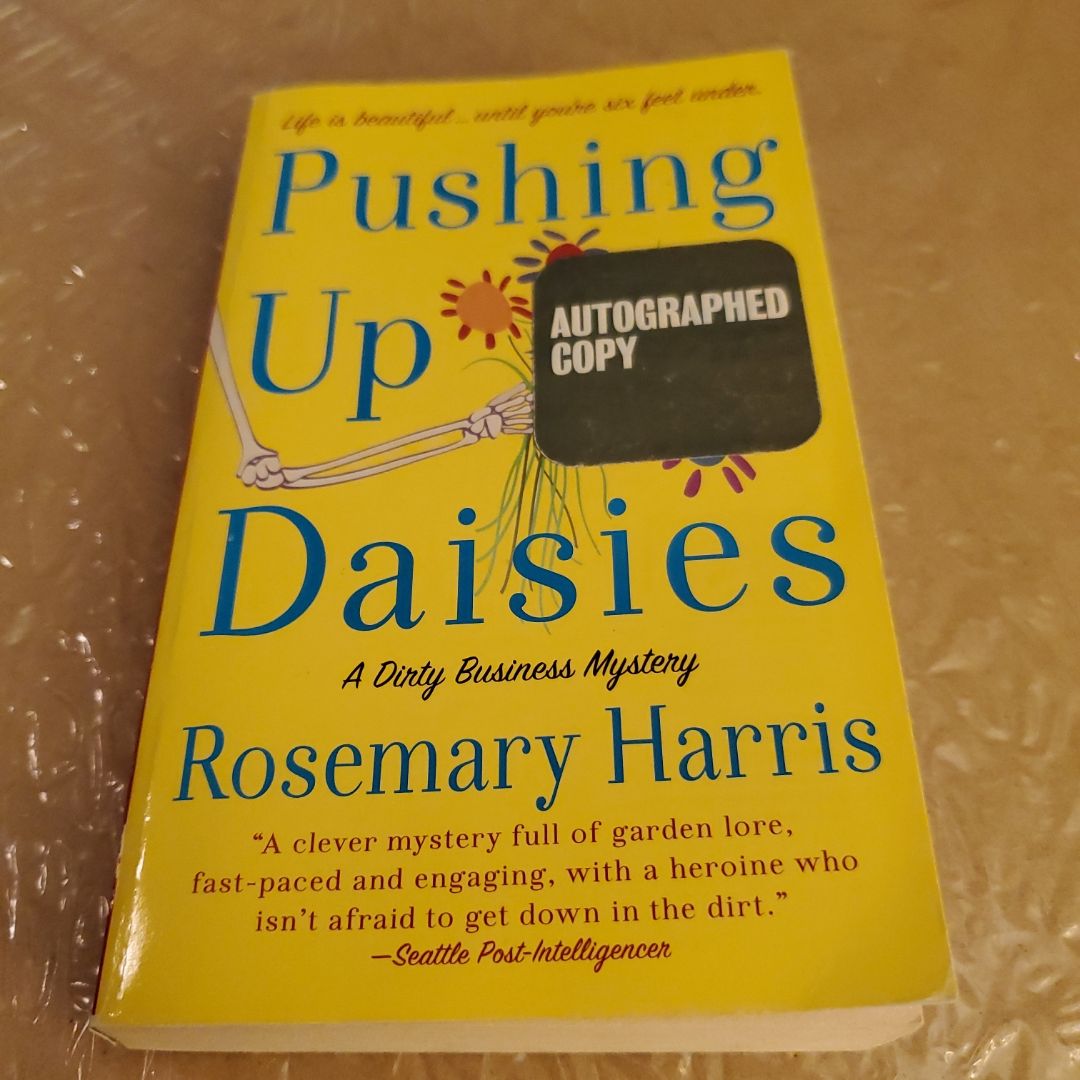 Life is beautiful... until you're six feet under.
Pushing
Up
AUTOGRAPHED
COPY
Daisies
A Dirty Business Mystery
Rosemary Harris
“A clever mystery full of garden lore,
fast-paced and engaging, with a heroine who
isn’t afraid to get down in the dirt.”
—Seattle Post-Intelligencer